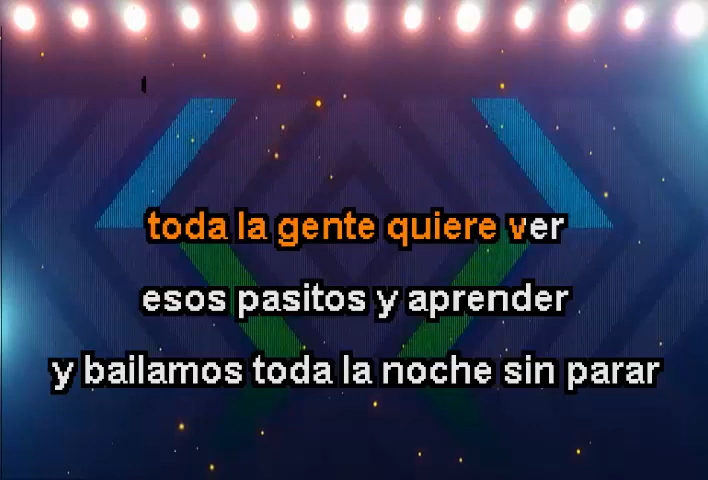 toda la gente quiere ver
esos pasitos y aprender
y bailamos toda la noche sin parar